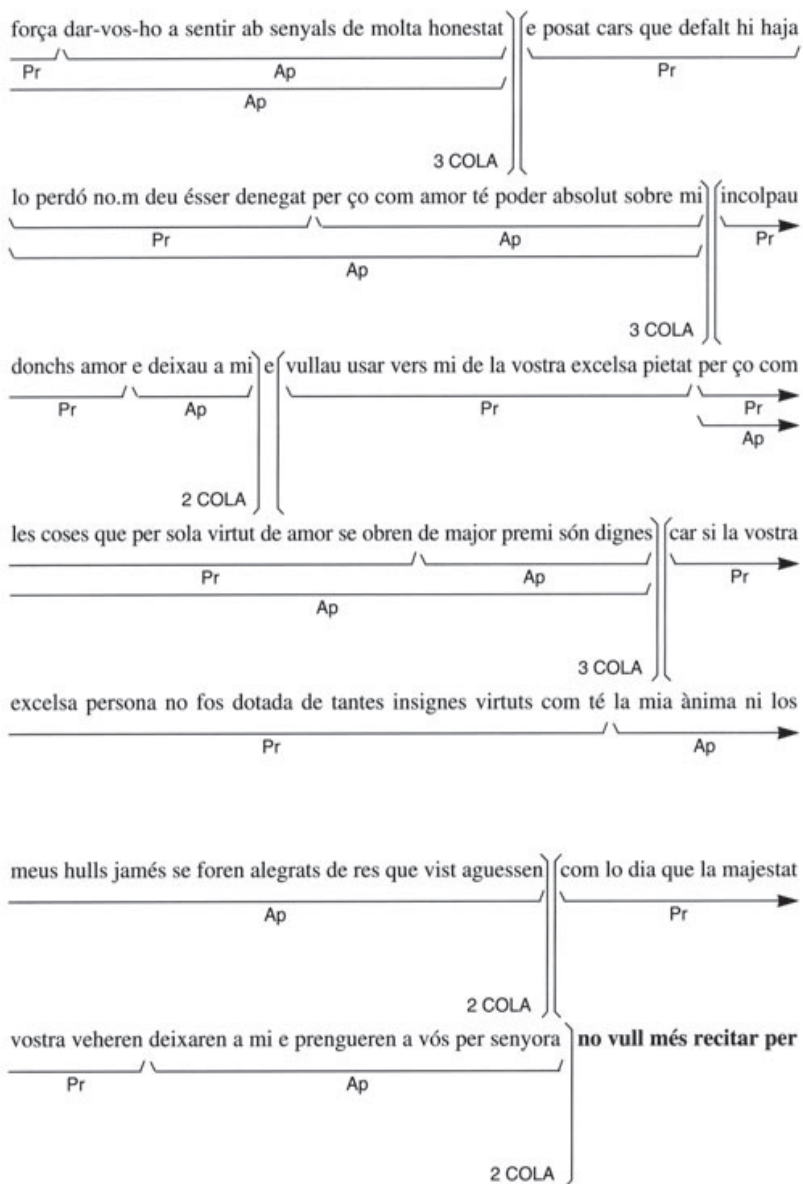 força dar-vos-ho a sentir ab senyals de molta honestat e posat cars que defalt hi haja
Pr Ap Pr
Ap
3 COLA
lo perdó no.m deu ésser denegat per ço com amor té poder absolut sobre mi incolpau
Pr Ap Pr
Ap
3 COLA
donchs amor e deixau a mi e vullau usar vers mi de la vostra excelsa pietat per ço com
Pr Ap Pr Pr
Ap
2 COLA
les coses que per sola virtut de amor se obren de major premi són dignes car si la vostra
Pr Ap Pr
Ap
3 COLA
excelsa persona no fos dotada de tantes insignes virtuts com té la mia ànima ni los
Pr Ap
meus hulls jamés se foren alegrats de res que vist aguessen com lo dia que la majestat
Ap Pr
2 COLA
vostra veheren deixaren a mi e prengueren a vós per senyora no vull més recitar per
Pr Ap
2 COLA